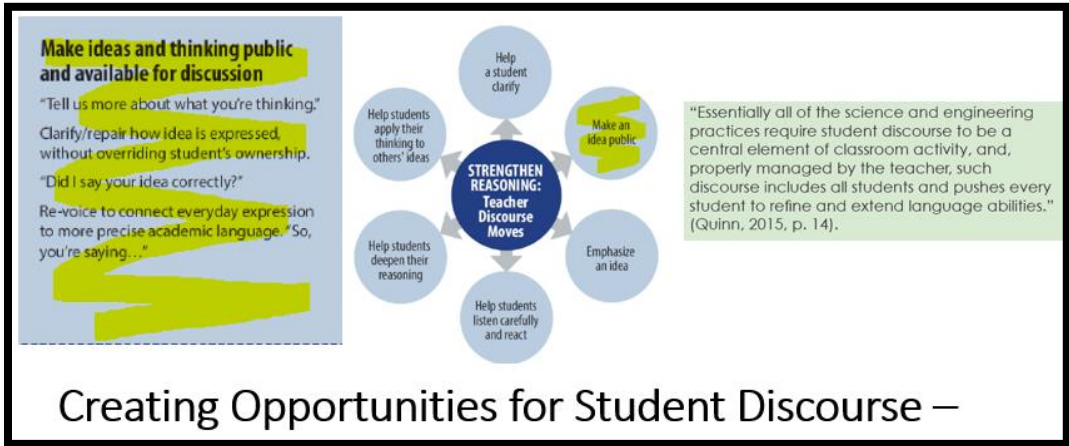 Make ideas and thinking public
and available for discussion
“Tell us more about what you’re thinking.”
Clarify/repair how idea is expressed,
without overriding student’s ownership.
“Did I say your idea correctly?”
Re-voice to connect everyday expression
to more precise academic language. “So,
you’re saying…”
Help
a student
clarify
Make an
idea public
Emphasize
an idea
Help students
listen carefully
and react
Help students
deepen their
reasoning
Help students
apply their
thinking to
others’ ideas
STRENGTHEN
REASONING:
Teacher
Discourse
Moves
“Essentially all of the science and engineering
practices require student discourse to be a
central element of classroom activity, and,
properly managed by the teacher, such
discourse includes all students and pushes every
student to refine and extend language abilities.”
(Quinn, 2015, p. 14).
Creating Opportunities for Student Discourse –